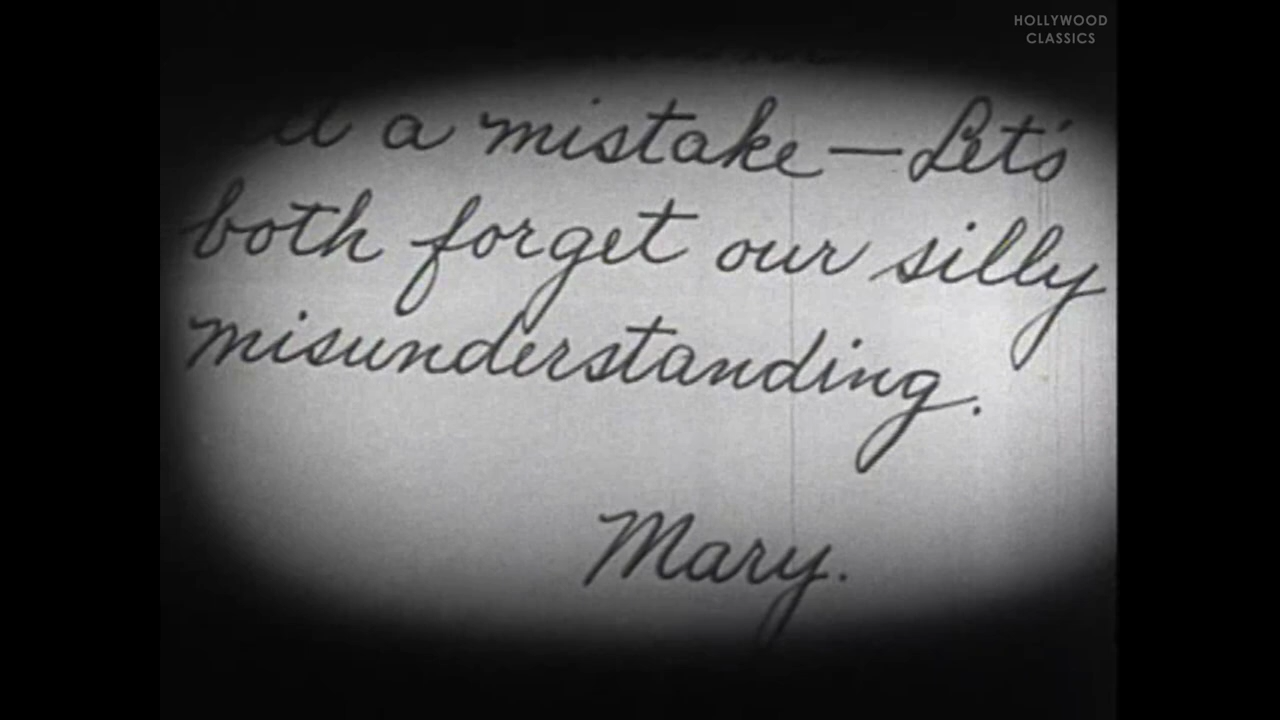 HOLLYWOOD
CLASSICS
a mistake—Let's
both forget our silly
misunderstanding.
Mary.